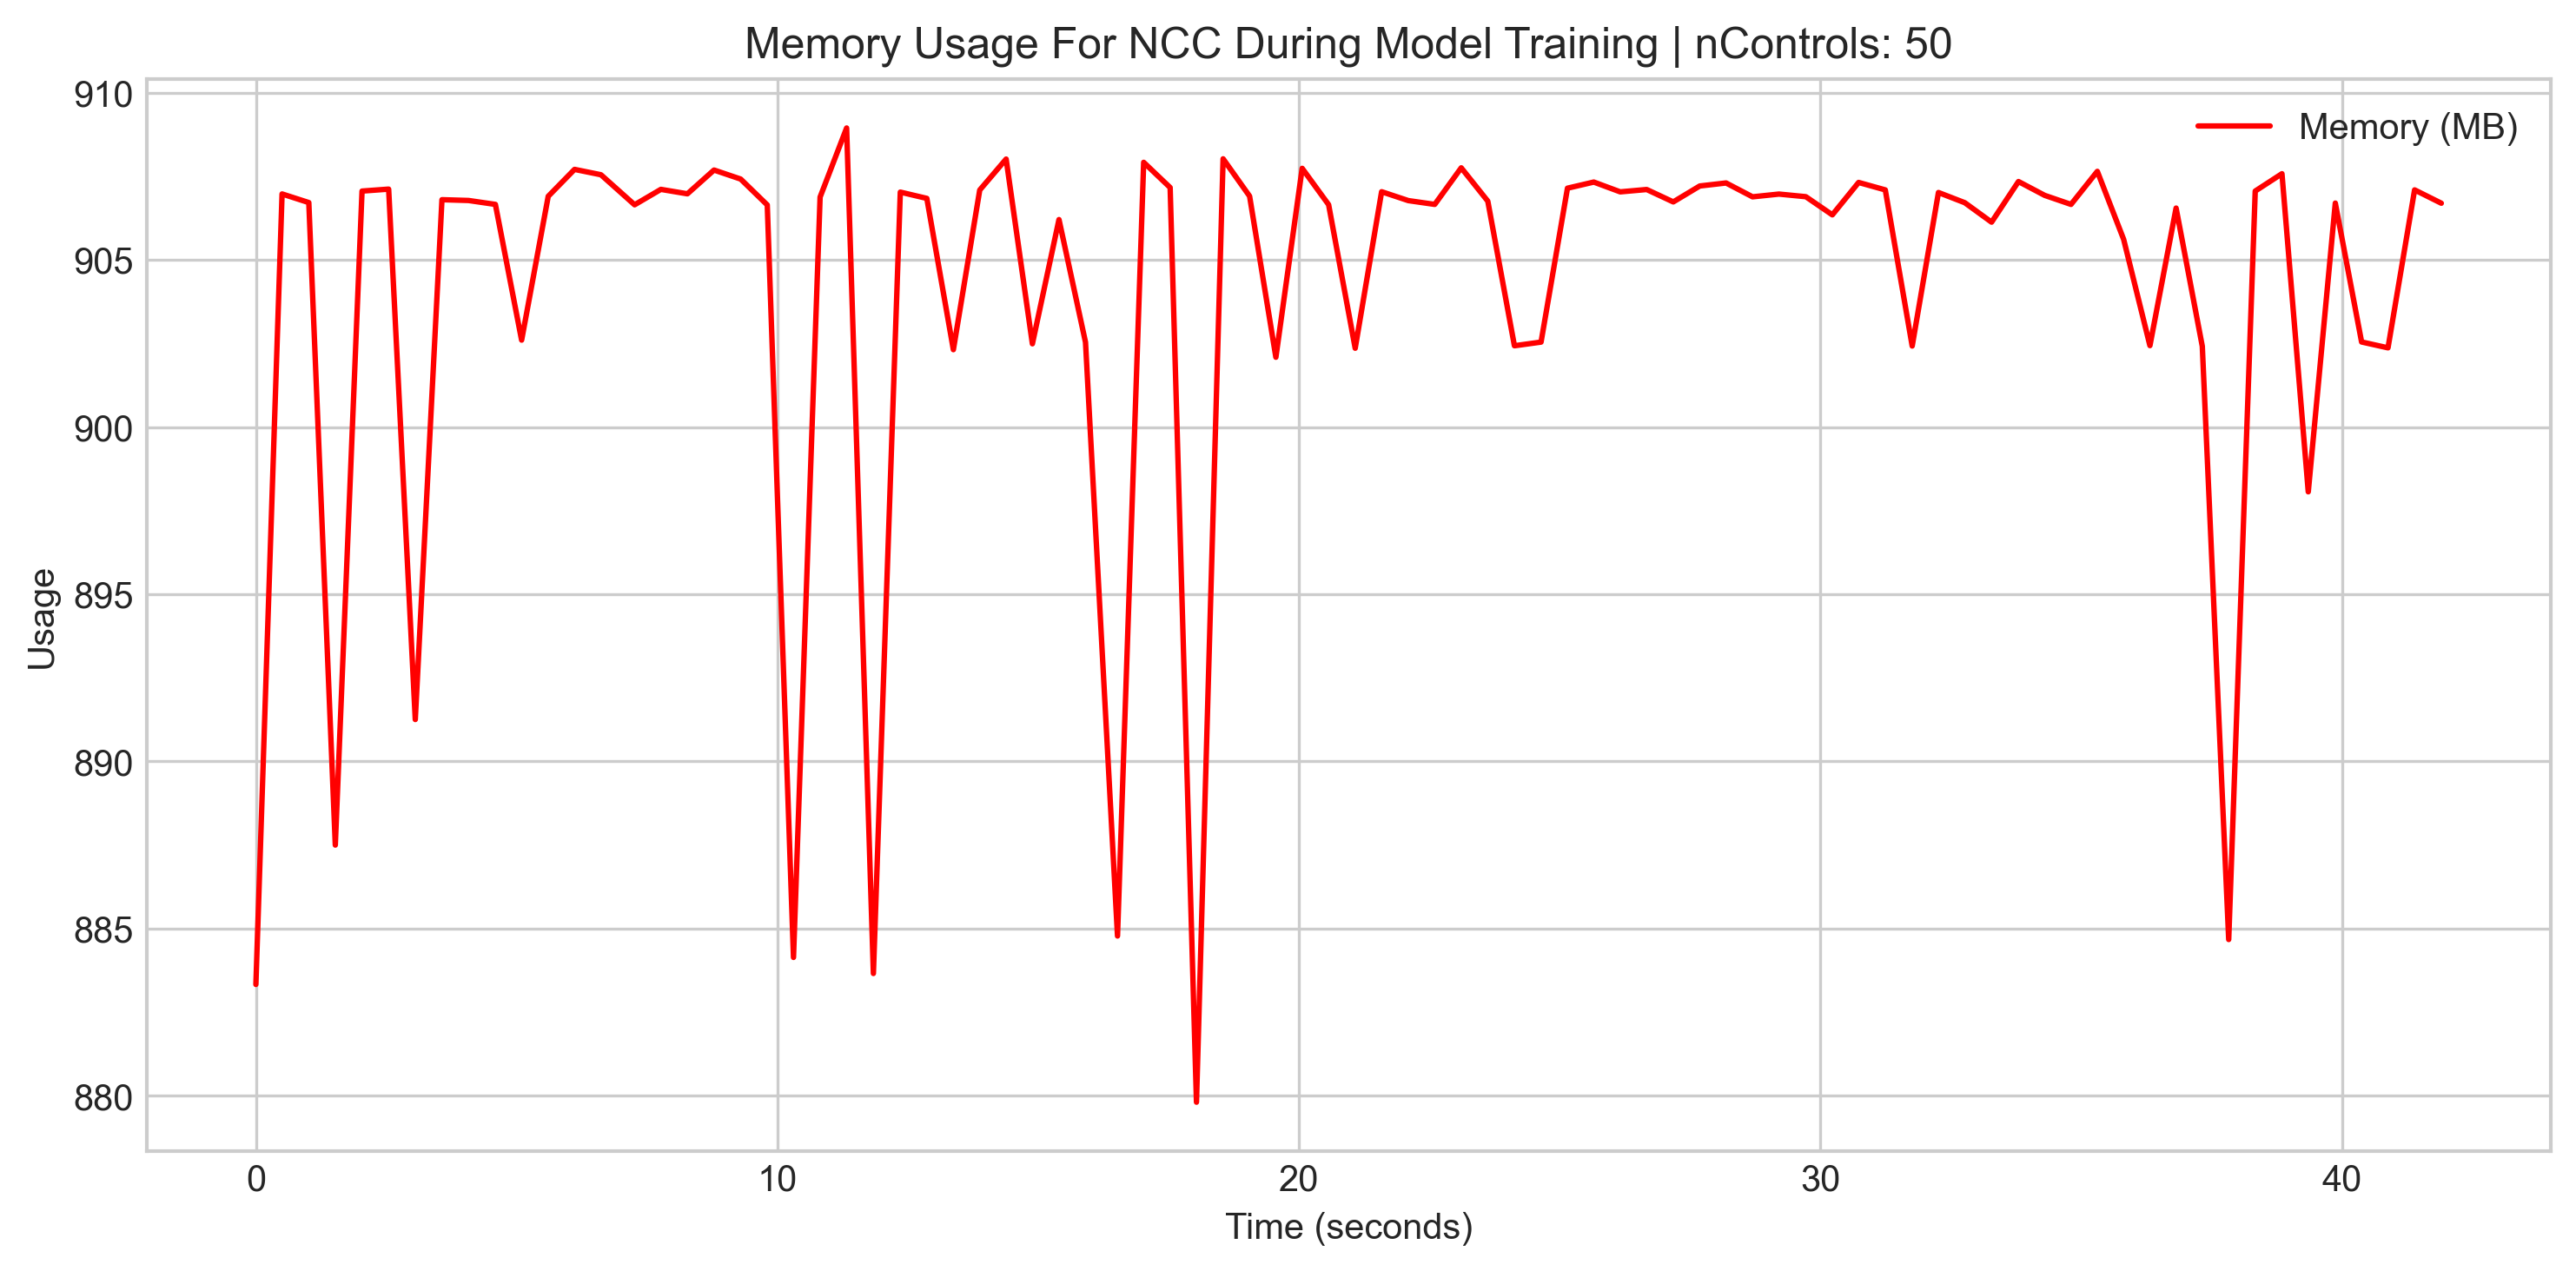 Memory Usage For NCC During Model Training | nControls: 50
Memory (MB)
Usage
910
905
900
895
890
885
880
0 10 20 30 40
Time (seconds)